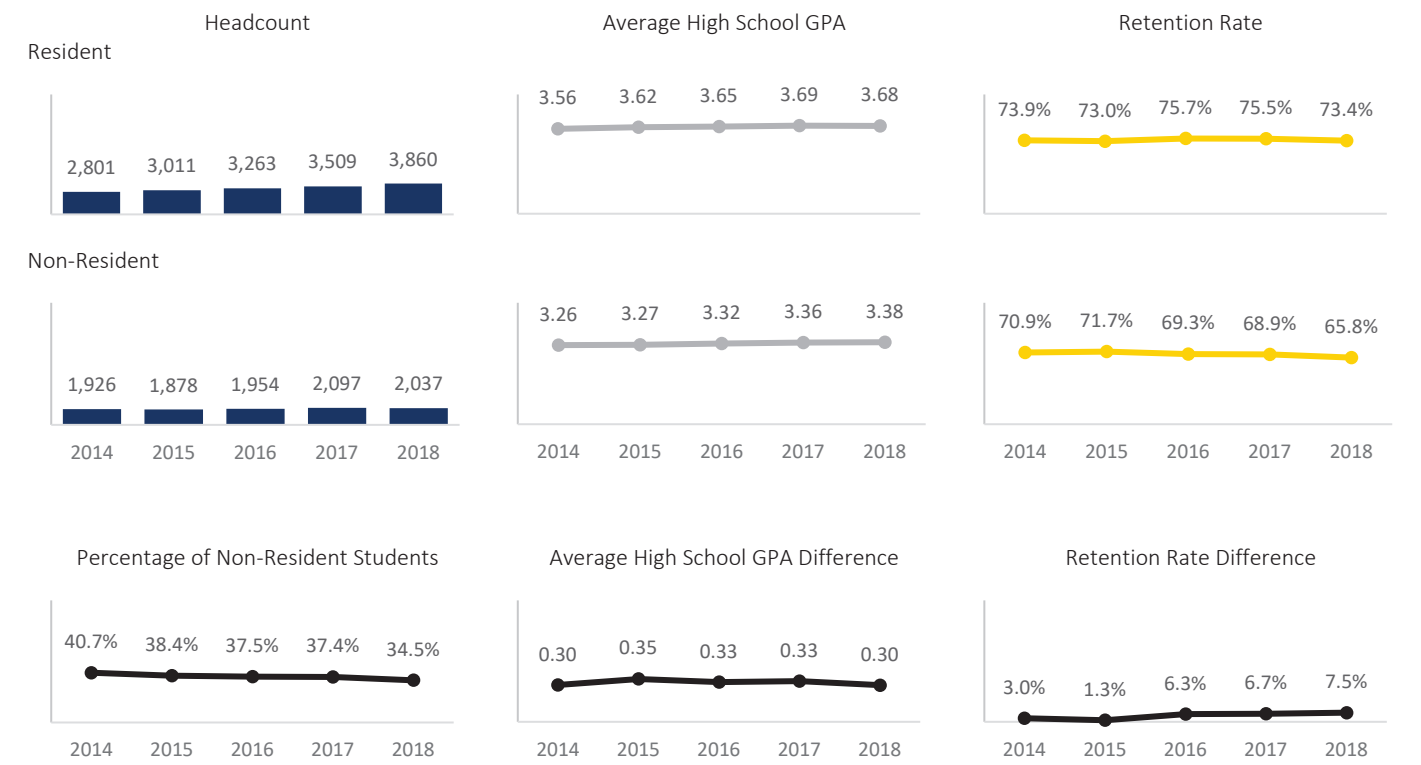 Headcount
Average High School GPA
Retention Rate
Resident
2,801 3,011 3,263 3,509 3,860
3.56 3.62 3.65 3.69 3.68
73.9% 73.0% 75.7% 75.5% 73.4%
Non-Resident
1,926 1,878 1,954 2,097 2,037
2014 2015 2016 2017 2018
3.26 3.27 3.32 3.36 3.38
2014 2015 2016 2017 2018
70.9% 71.7% 69.3% 68.9% 65.8%
2014 2015 2016 2017 2018
Percentage of Non-Resident Students
40.7% 38.4% 37.5% 37.4% 34.5%
2014 2015 2016 2017 2018
Average High School GPA Difference
0.30 0.35 0.33 0.33 0.30
2014 2015 2016 2017 2018
Retention Rate Difference
3.0% 1.3% 6.3% 6.7% 7.5%
2014 2015 2016 2017 2018